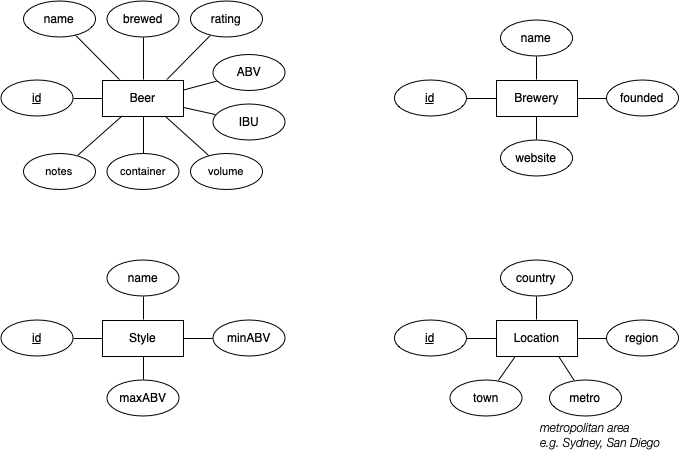 name
brewed
rating
ABV
id
Beer
IBU
notes
container
volume
name
id
Brewery
founded
website
name
id
Style
minABV
maxABV
country
id
Location
region
town
metro
metropolitan area
e.g. Sydney, San Diego